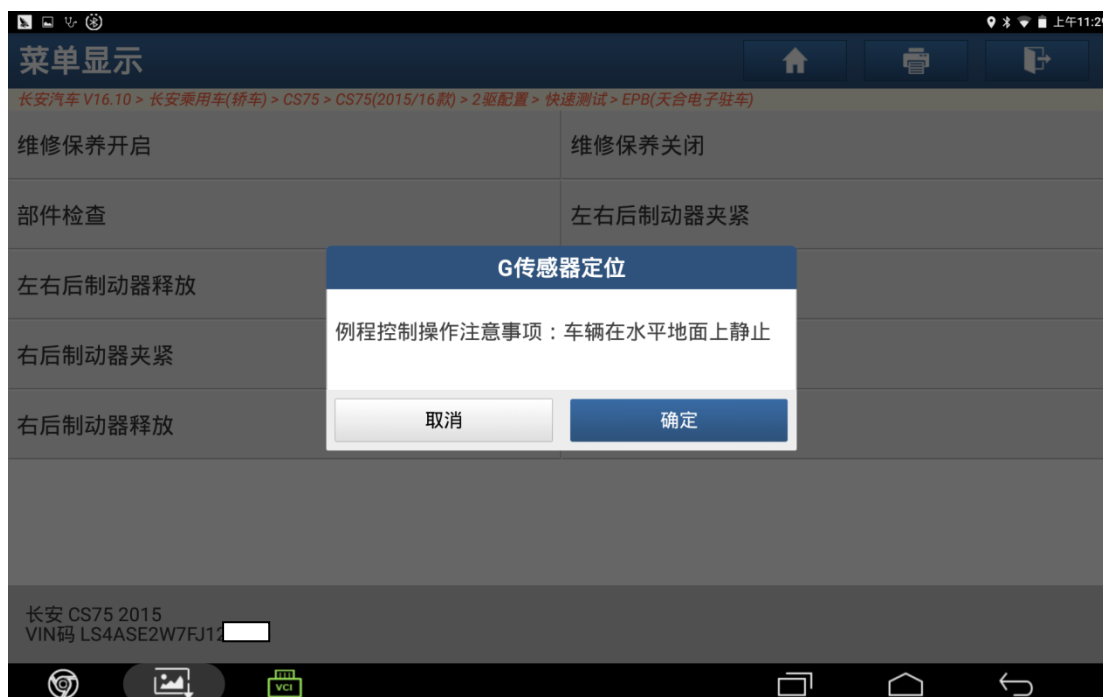 上午11:29
菜单显示
长安汽车 V16.10 > 长安乘用车(轿车) > CS75 > CS75(2015/16款) > 2驱配置 > 快速测试 > EPB(天合电子驻车)
维修保养开启
维修保养关闭
部件检查
左右后制动器夹紧
左右后制动器释放
右后制动器夹紧
右后制动器释放
G传感器定位
例程控制操作注意事项：车辆在水平地面上静止
取消
确定
长安 CS75 2015
VIN码 LS4ASE2W7FJ12
VCI